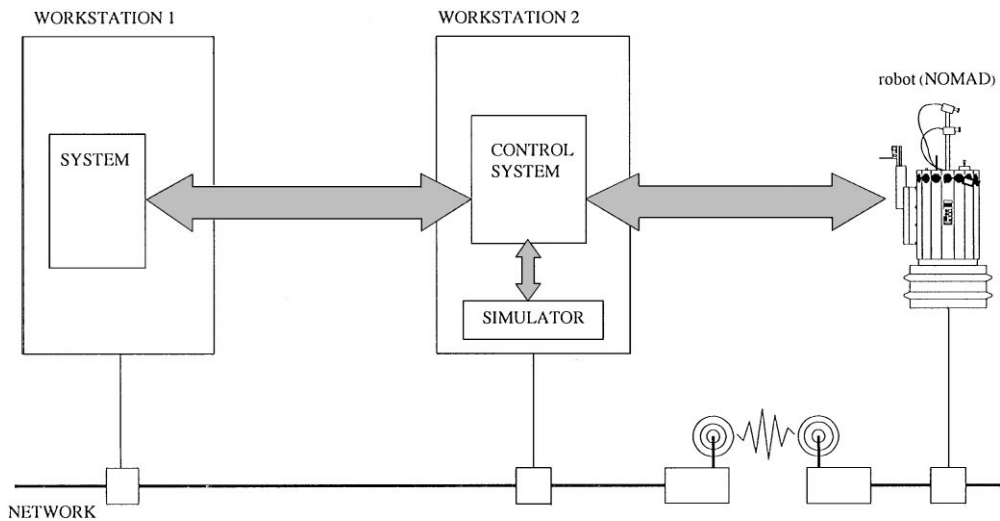 WORKSTATION 1
WORKSTATION 2
robot (NOMAD)
SYSTEM
CONTROL
SYSTEM
SIMULATOR
NETWORK